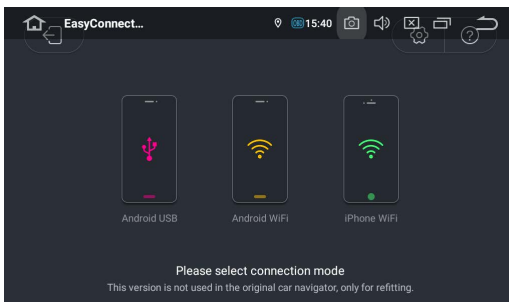 EasyConnect...
OBD 15:40
Android USB
Android WiFi
iPhone WiFi
Please select connection mode
This version is not used in the original car navigator, only for refitting.